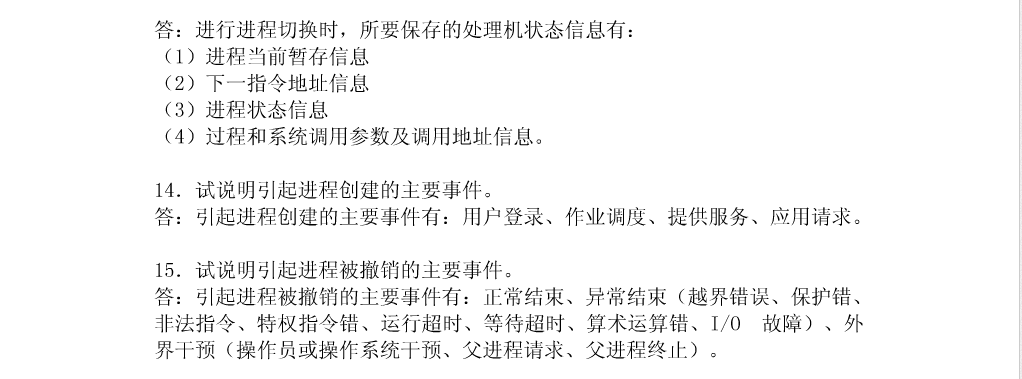 答：进行进程切换时，所要保存的处理机状态信息有：
（1）进程当前暂存信息
（2）下一指令地址信息
（3）进程状态信息
（4）过程和系统调用参数及调用地址信息。
14．试说明引起进程创建的主要事件。
答：引起进程创建的主要事件有：用户登录、作业调度、提供服务、应用请求。
15．试说明引起进程被撤销的主要事件。
答：引起进程被撤销的主要事件有：正常结束、异常结束（越界错误、保护错、
非法指令、特权指令错、运行超时、等待超时、算术运算错、I/O 故障）、外
界干预（操作员或操作系统干预、父进程请求、父进程终止）。